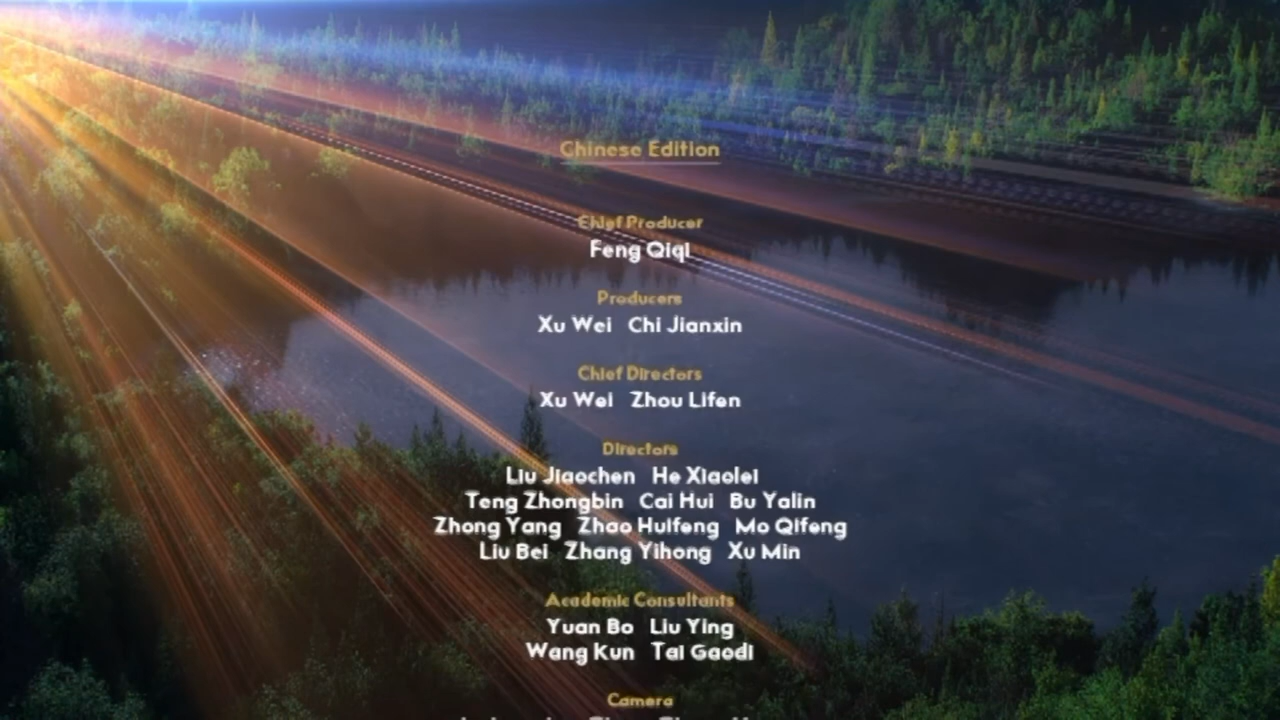 Chinese Edition
Chief Producer
Feng Qiqi
Producers
Xu Wei Chi Jianxin
Chief Directors
Xu Wei Zhou Lifen
Directors
Liu Jiaochen He Xiaolei
Teng Zhongbin Cai Hui Bu Yalin
Zhong Yang Zhao Huifeng Mo Qifeng
Liu Bei Zhang Yihong Xu Min
Academic Consultants
Yuan Bo Liu Ying
Wang Kun Tai Gaodi
Camera